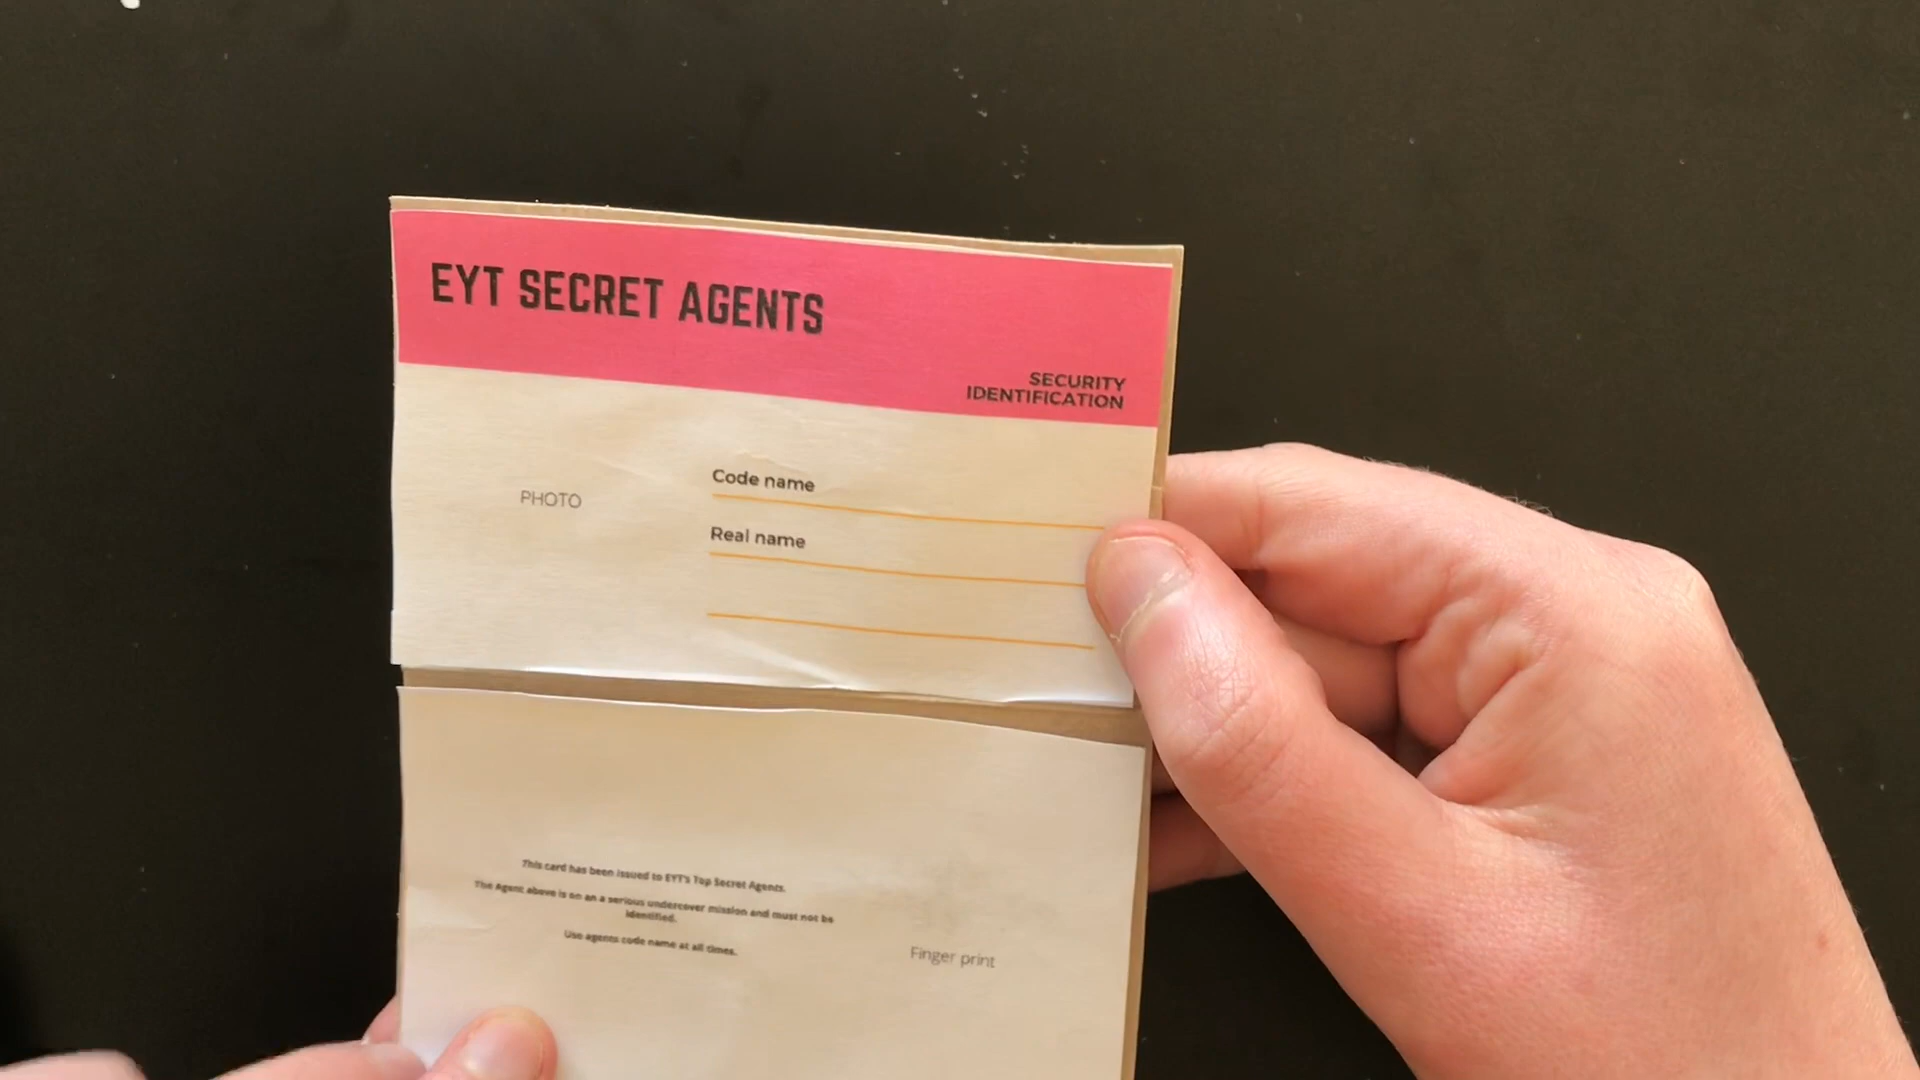 EYT SECRET AGENTS
SECURITY
IDENTIFICATION
PHOTO
Code name
Real name
This card has been issued to EYT's Top Secret Agents.
The Agent above is on an a serious undercover mission and must not be
identified.
Use agents code name at all times.
Finger print